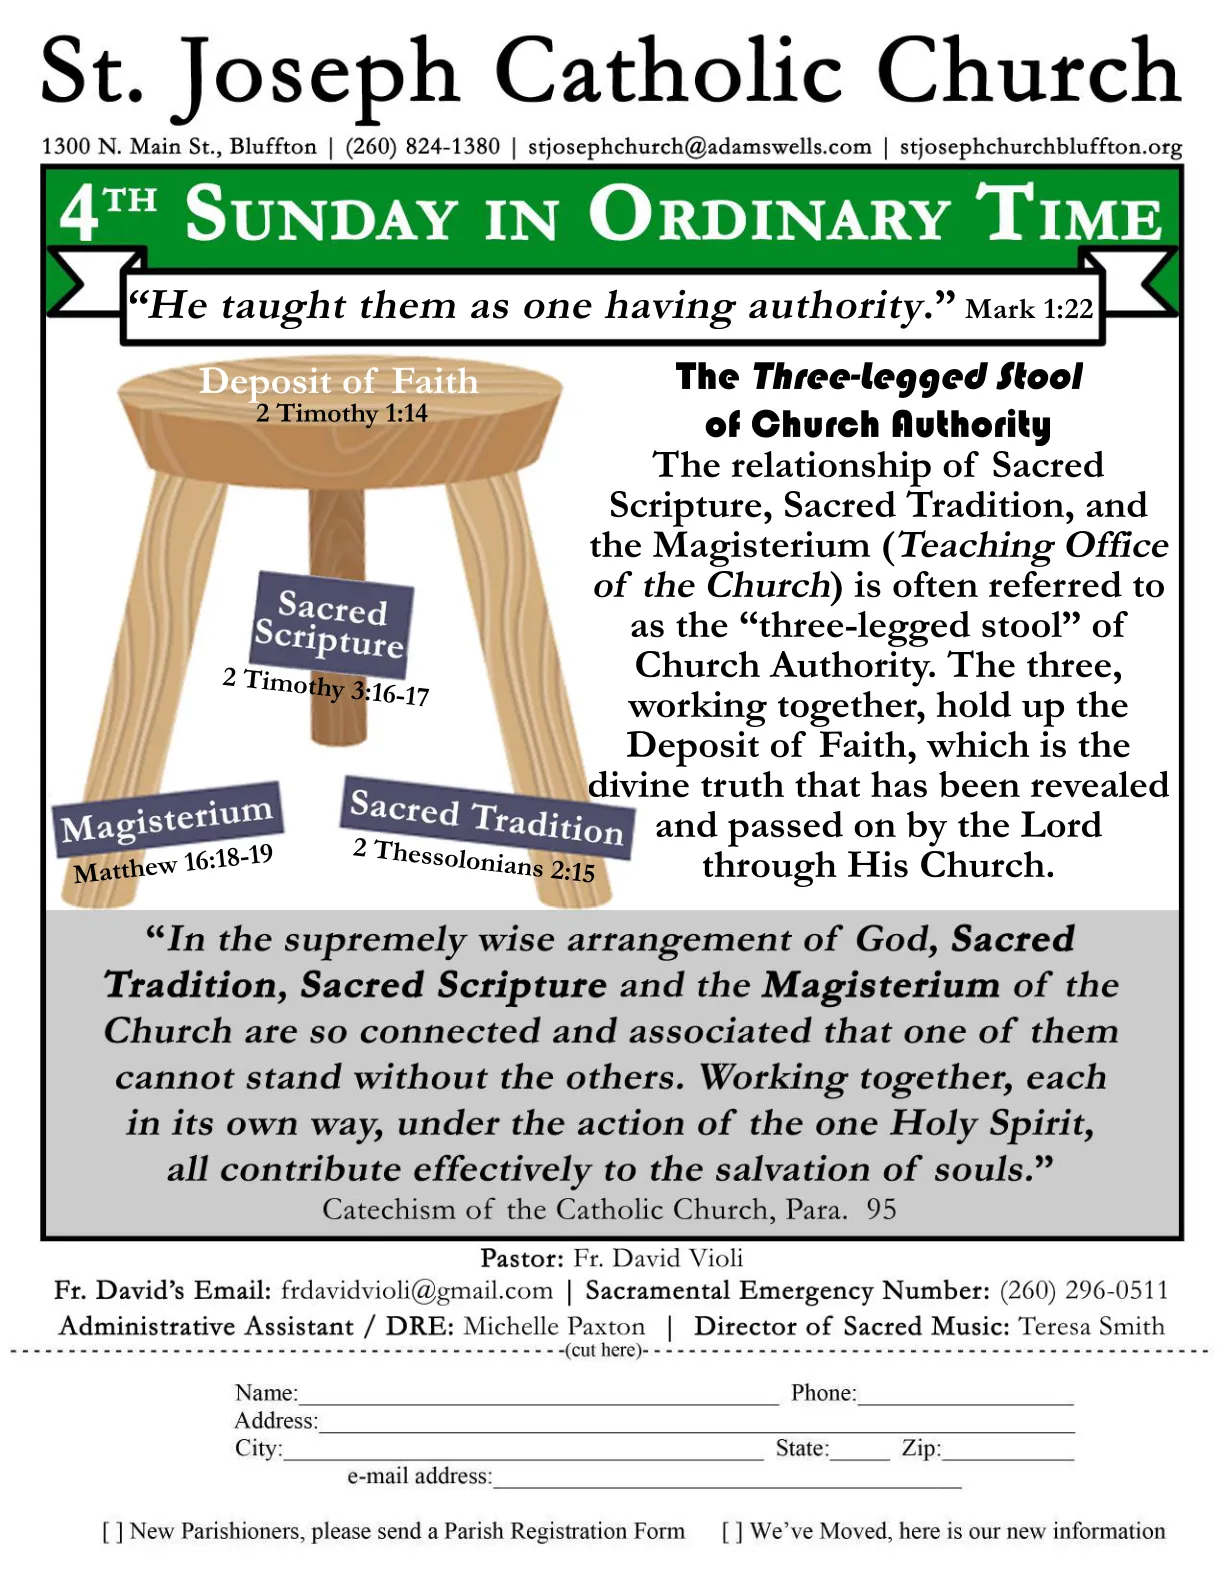 St. Joseph Catholic Church
1300 N. Main St., Bluffton | (260) 824-1380 | stjosephchurch@adamswells.com | stjosephchurchbluffton.org
4TH SUNDAY IN ORDINARY TIME
“He taught them as one having authority.” Mark 1:22
Deposit of Faith
2 Timothy 1:14
Sacred
Scripture
2 Timothy 3:16-17
Magisterium
Matthew 16:18-19
Sacred Tradition
2 Thessolonians 2:15
The Three-Legged Stool
of Church Authority
The relationship of Sacred
Scripture, Sacred Tradition, and
the Magisterium (Teaching Office
of the Church) is often referred to
as the “three-legged stool” of
Church Authority. The three,
working together, hold up the
Deposit of Faith, which is the
divine truth that has been revealed
and passed on by the Lord
through His Church.
“In the supremely wise arrangement of God, Sacred
Tradition, Sacred Scripture and the Magisterium of the
Church are so connected and associated that one of them
cannot stand without the others. Working together, each
in its own way, under the action of the one Holy Spirit,
all contribute effectively to the salvation of souls.”
Catechism of the Catholic Church, Para. 95
Pastor: Fr. David Violi
Fr. David’s Email: frdavidvioli@gmail.com | Sacramental Emergency Number: (260) 296-0511
Administrative Assistant / DRE: Michelle Paxton | Director of Sacred Music: Teresa Smith
(cut here)
Name: Phone:
Address:
City: State: Zip:
e-mail address:
[ ] New Parishioners, please send a Parish Registration Form [ ] We’ve Moved, here is our new information